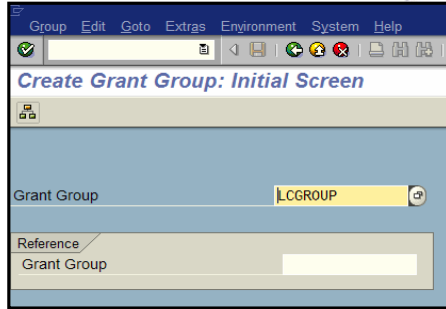 Group Edit Goto Extras Environment System Help
Create Grant Group: Initial Screen
Grant Group LCGROUP
Reference
Grant Group